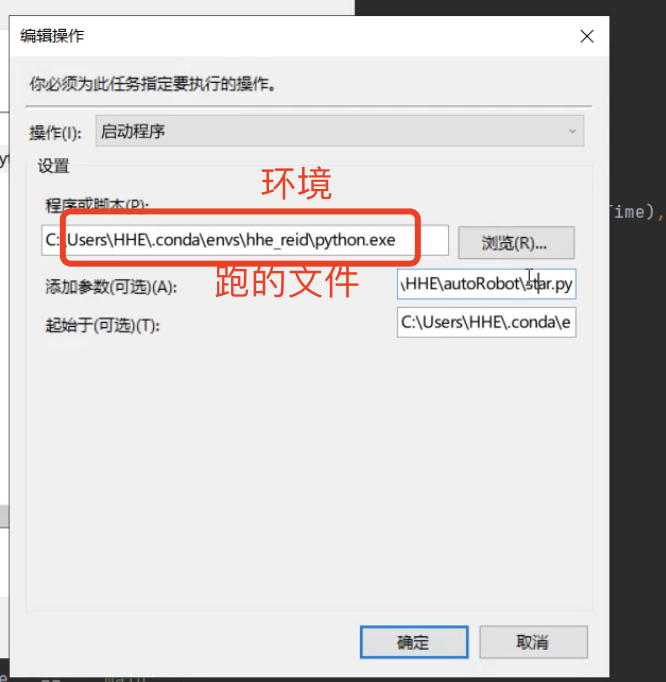 编辑操作
你必须为此任务指定要执行的操作。
操作(I):
启动程序
设置
环境
程序或脚本(P):
C:\Users\HHE\.conda\envs\hhe_reid\python.exe
浏览(R)...
跑的文件
添加参数(可选)(A):
\HHE\autoRobot\star.py
起始于(可选)(T):
C:\Users\HHE\.conda\e
确定
取消
Time),